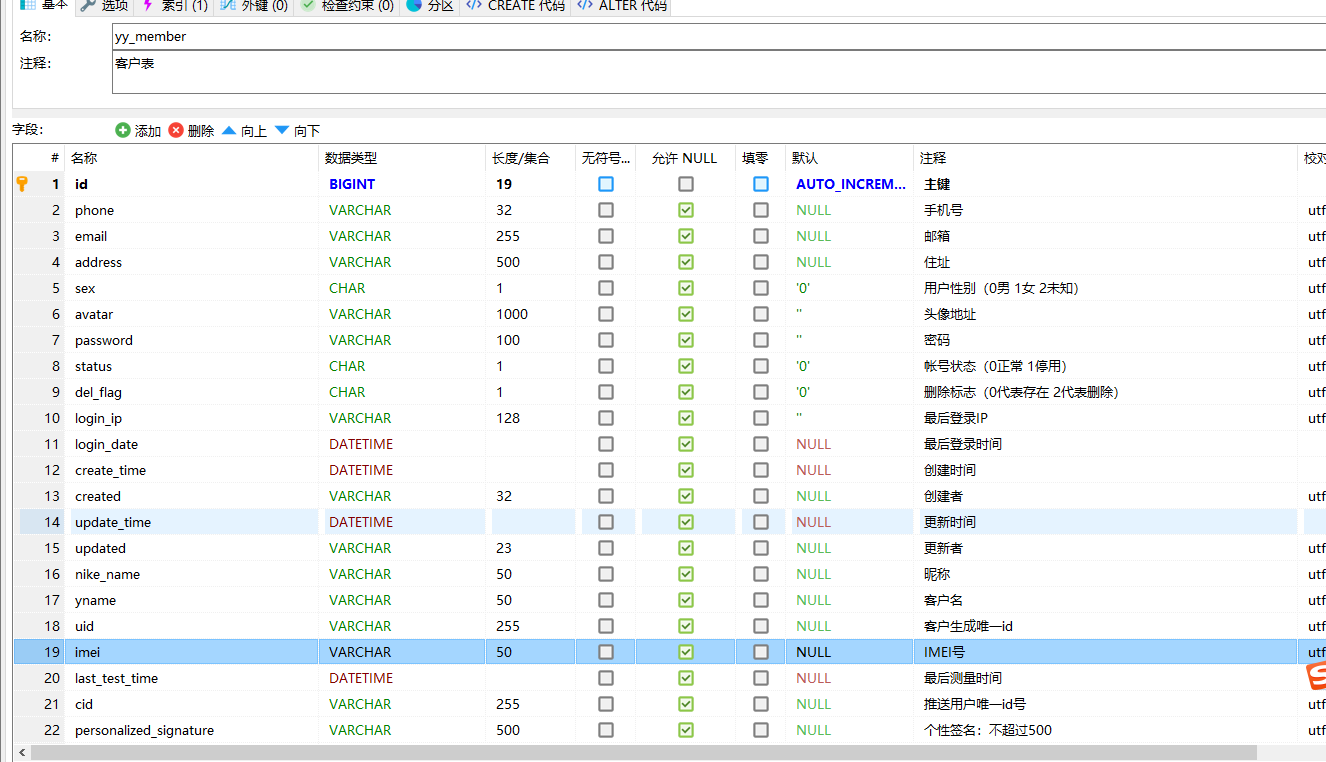 基本 选项 索引 (1) 外键 (0) 检查约束 (0) 分区 CREATE 代码 ALTER 代码
名称: yy_member
注释: 客户表
字段: 添加 删除 向上 向下
# 名称 数据类型 长度/集合 无符号... 允许 NULL 填零 默认 注释 校对
1 id BIGINT 19 AUTO_INCREM... 主键
2 phone VARCHAR 32 NULL 手机号 utf
3 email VARCHAR 255 NULL 邮箱 utf
4 address VARCHAR 500 NULL 住址 utf
5 sex CHAR 1 '0' 用户性别（0男 1女 2未知） utf
6 avatar VARCHAR 1000 '' 头像地址 utf
7 password VARCHAR 100 '' 密码 utf
8 status CHAR 1 '0' 帐号状态（0正常 1停用） utf
9 del_flag CHAR 1 '0' 删除标志（0代表存在 2代表删除） utf
10 login_ip VARCHAR 128 '' 最后登录IP utf
11 login_date DATETIME NULL 最后登录时间
12 create_time DATETIME NULL 创建时间
13 created VARCHAR 32 NULL 创建者 utf
14 update_time DATETIME NULL 更新时间
15 updated VARCHAR 23 NULL 更新者 utf
16 nike_name VARCHAR 50 NULL 昵称 utf
17 yname VARCHAR 50 NULL 客户名 utf
18 uid VARCHAR 255 NULL 客户生成唯一id utf
19 imei VARCHAR 50 NULL IMEI号 utf
20 last_test_time DATETIME NULL 最后测量时间
21 cid VARCHAR 255 NULL 推送用户唯一id号 utf
22 personalized_signature VARCHAR 500 NULL 个性签名：不超过500 utf